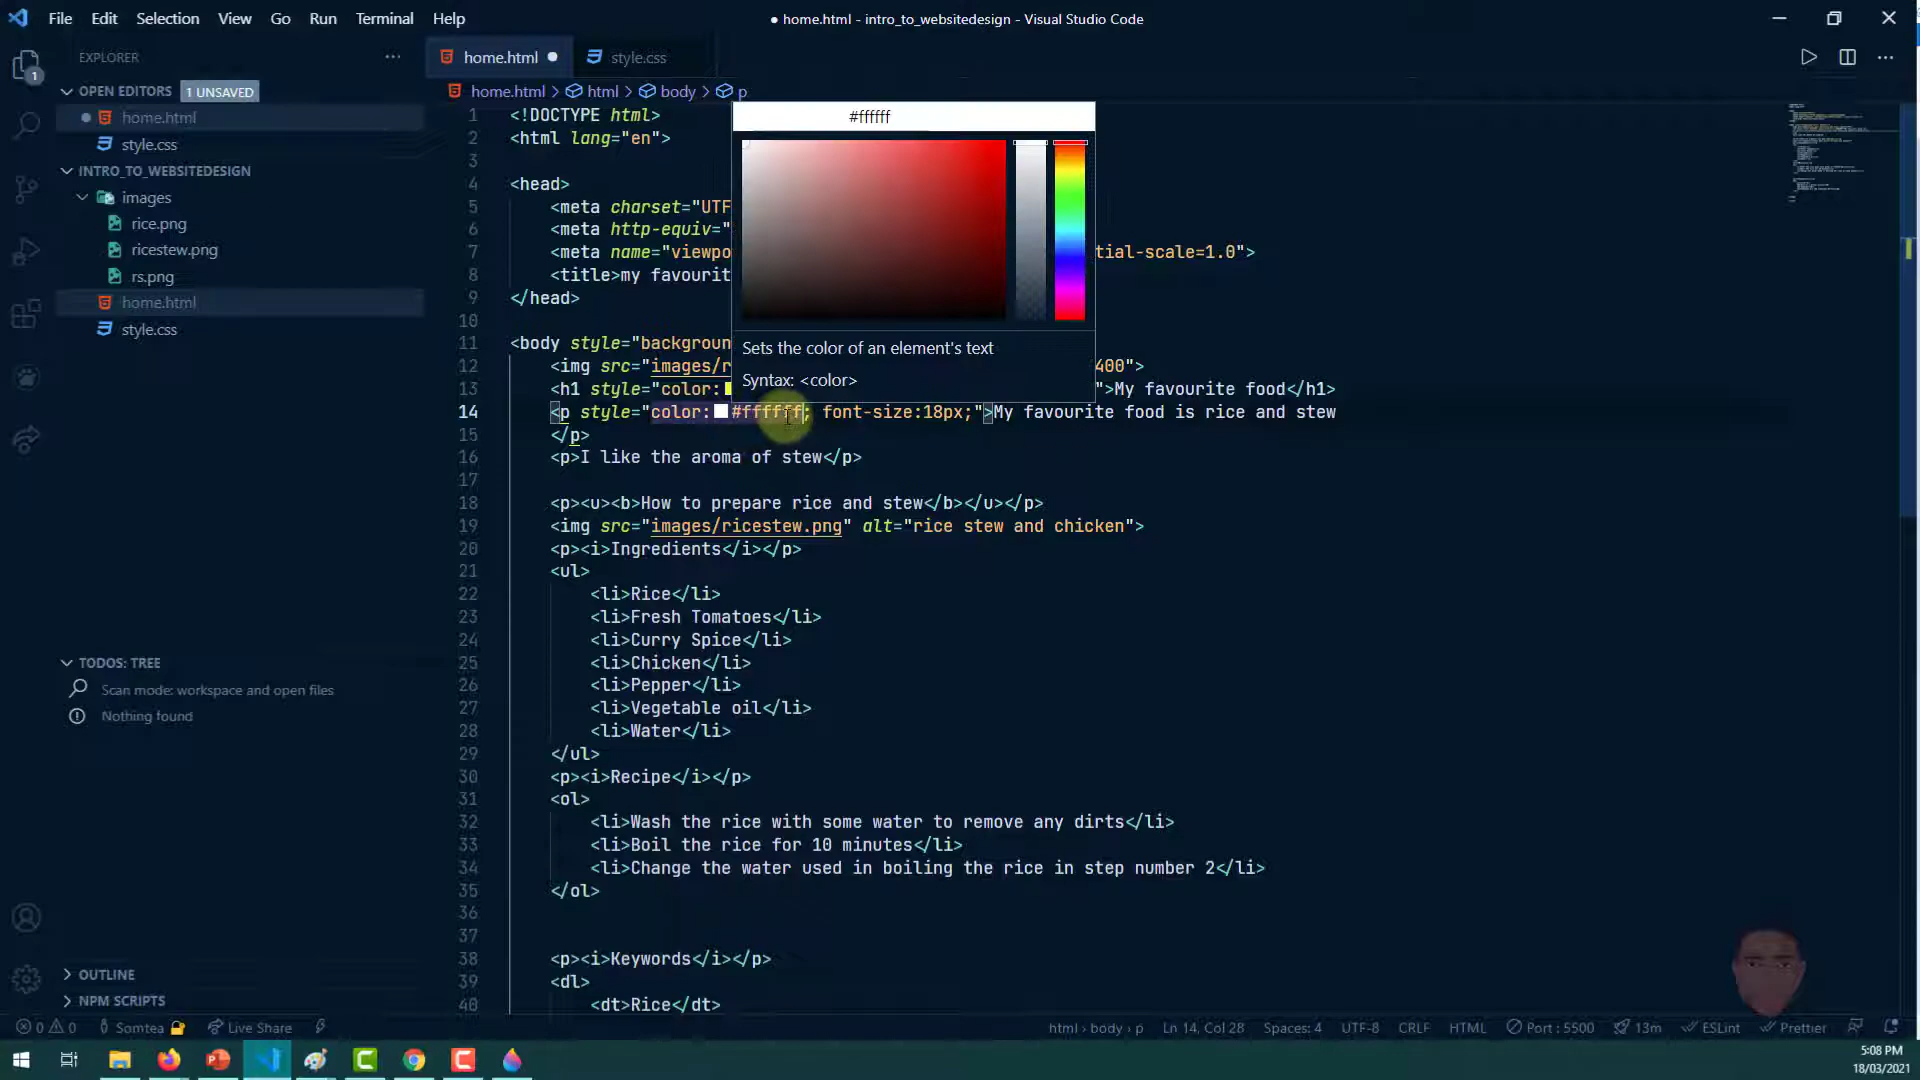 File Edit Selection View Go Run Terminal Help
● home.html - intro_to_websitedesign - Visual Studio Code
EXPLORER
OPEN EDITORS 1 UNSAVED
home.html
style.css
INTRO_TO_WEBSITEDESIGN
images
rice.png
ricestew.png
rs.png
home.html
style.css
TODOS: TREE
Scan mode: workspace and open files
Nothing found
OUTLINE
NPM SCRIPTS
1
home.html style.css
home.html > html > body > p
#ffffff
Sets the color of an element's text
Syntax: <color>
1 <!DOCTYPE html>
2 <html lang="en">
3
4 <head>
5 <meta charset="UTF
6 <meta http-equiv="
7 <meta name="viewpo tial-scale=1.0">
8 <title>my favourit
9 </head>
10
11 <body style="backgroun
12 <img src="images/r 400">
13 <h1 style="color: ">My favourite food</h1>
14 <p style="color: #ffffff; font-size:18px;">My favourite food is rice and stew
15 </p>
16 <p>I like the aroma of stew</p>
17
18 <p><u><b>How to prepare rice and stew</b></u></p>
19 <img src="images/ricestew.png" alt="rice stew and chicken">
20 <p><i>Ingredients</i></p>
21 <ul>
22 <li>Rice</li>
23 <li>Fresh Tomatoes</li>
24 <li>Curry Spice</li>
25 <li>Chicken</li>
26 <li>Pepper</li>
27 <li>Vegetable oil</li>
28 <li>Water</li>
29 </ul>
30 <p><i>Recipe</i></p>
31 <ol>
32 <li>Wash the rice with some water to remove any dirts</li>
33 <li>Boil the rice for 10 minutes</li>
34 <li>Change the water used in boiling the rice in step number 2</li>
35 </ol>
36
37
38 <p><i>Keywords</i></p>
39 <dl>
40 <dt>Rice</dt>
0 0 Somtea Live Share html › body › p Ln 14, Col 28 Spaces: 4 UTF-8 CRLF HTML Port : 5500 13m ESLint Prettier
5:08 PM
18/03/2021